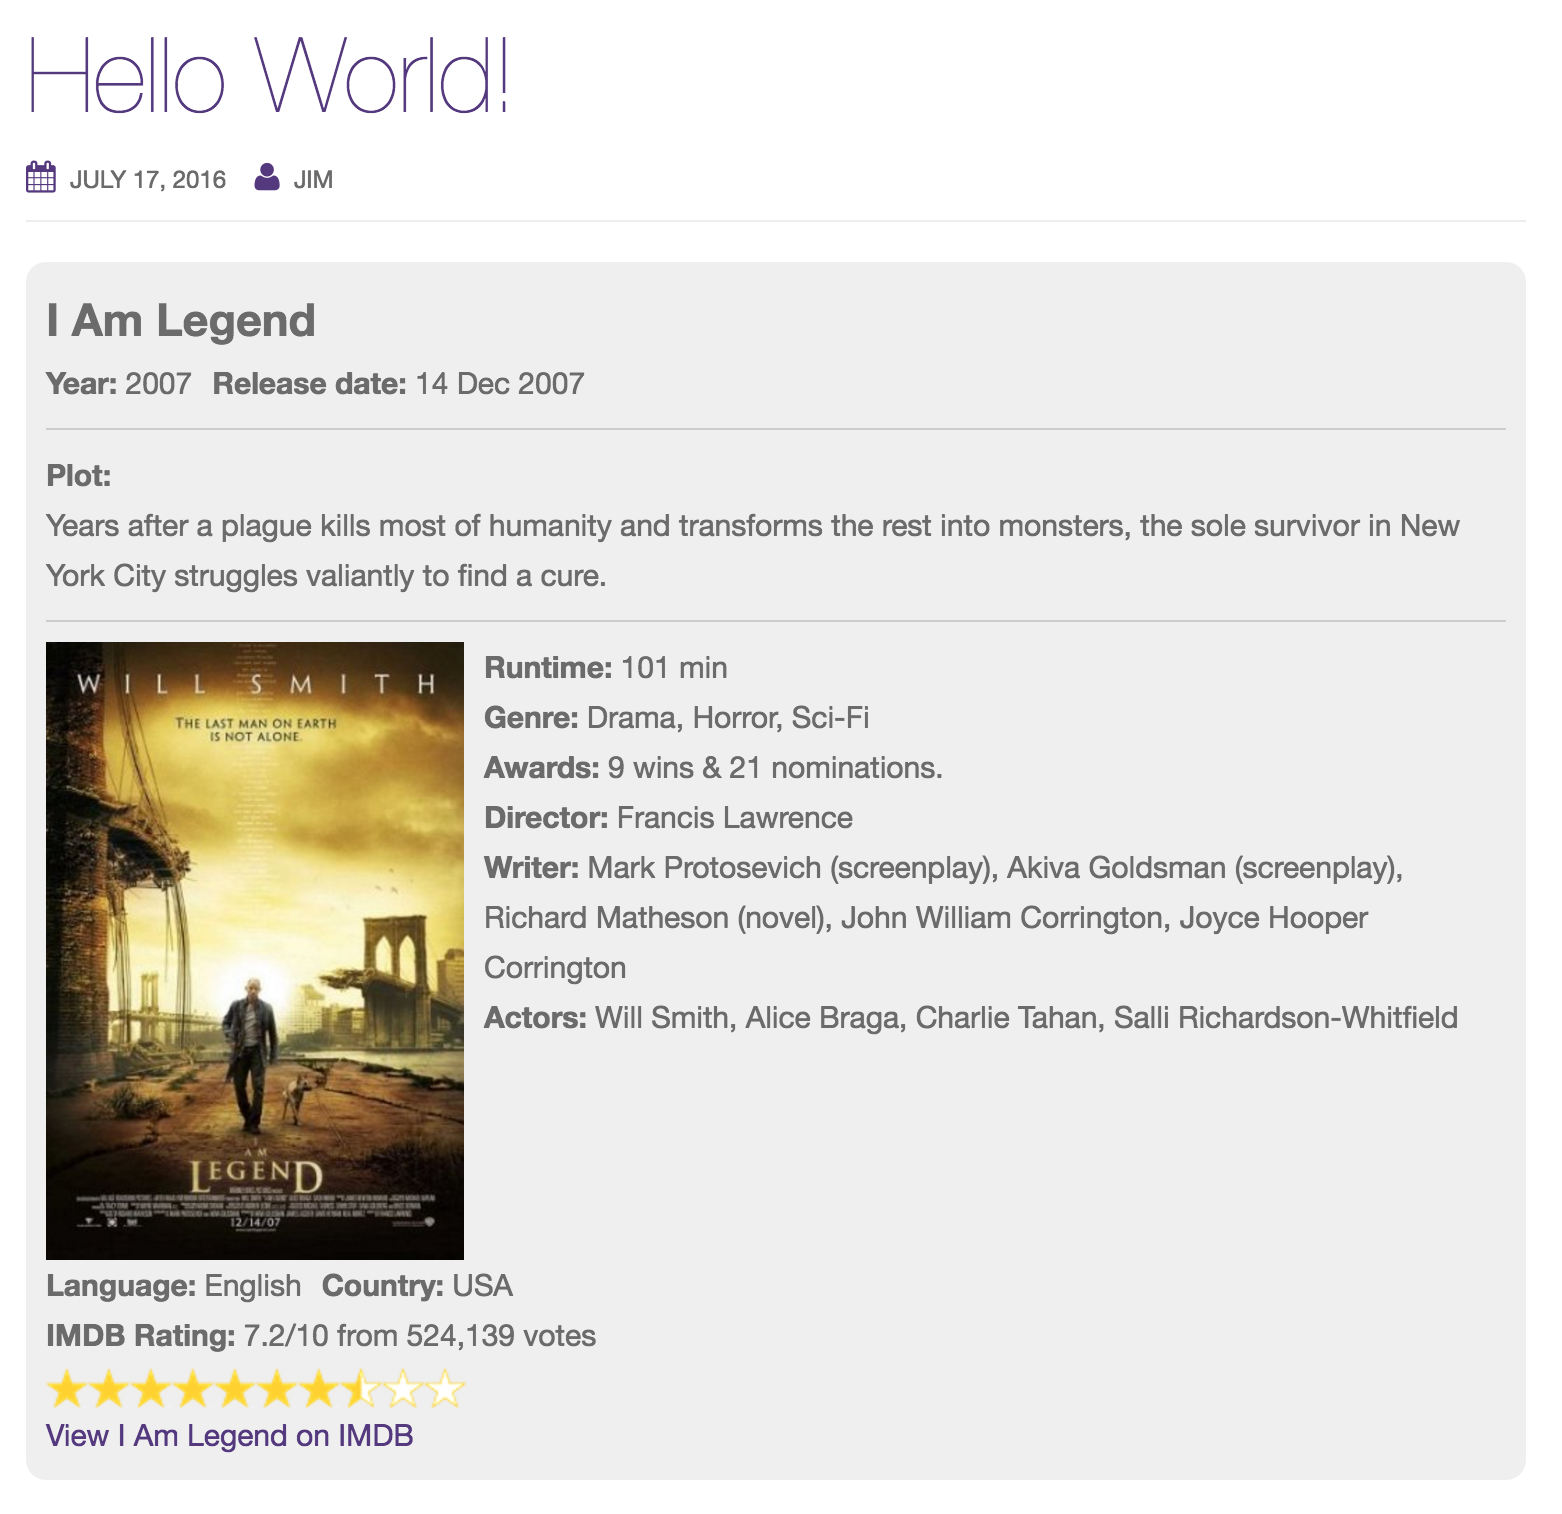 Hello World!
JULY 17, 2016 JIM
I Am Legend
Year: 2007 Release date: 14 Dec 2007
Plot:
Years after a plague kills most of humanity and transforms the rest into monsters, the sole survivor in New
York City struggles valiantly to find a cure.
WILL SMITH
THE LAST MAN ON EARTH
IS NOT ALONE.
I
AM
LEGEND
12/14/07
Runtime: 101 min
Genre: Drama, Horror, Sci-Fi
Awards: 9 wins & 21 nominations.
Director: Francis Lawrence
Writer: Mark Protosevich (screenplay), Akiva Goldsman (screenplay),
Richard Matheson (novel), John William Corrington, Joyce Hooper
Corrington
Actors: Will Smith, Alice Braga, Charlie Tahan, Salli Richardson-Whitfield
Language: English Country: USA
IMDB Rating: 7.2/10 from 524,139 votes
View I Am Legend on IMDB